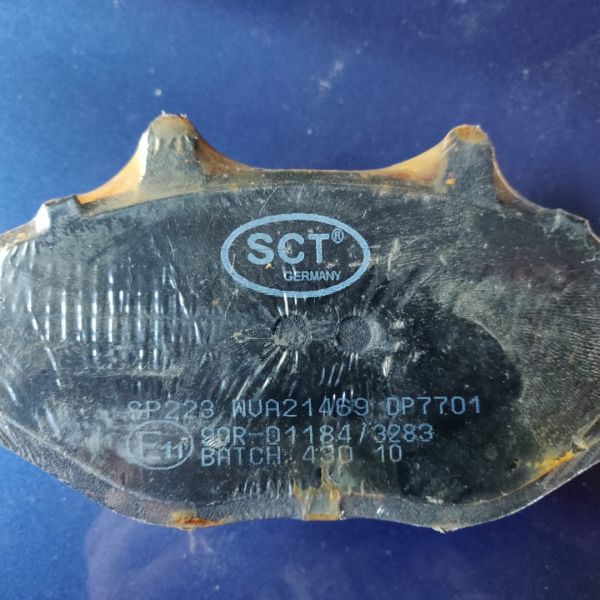 SCT®
GERMANY
SP223 WVA21469 DP7701
E11 90R-01184/3283
BATCH 430 10